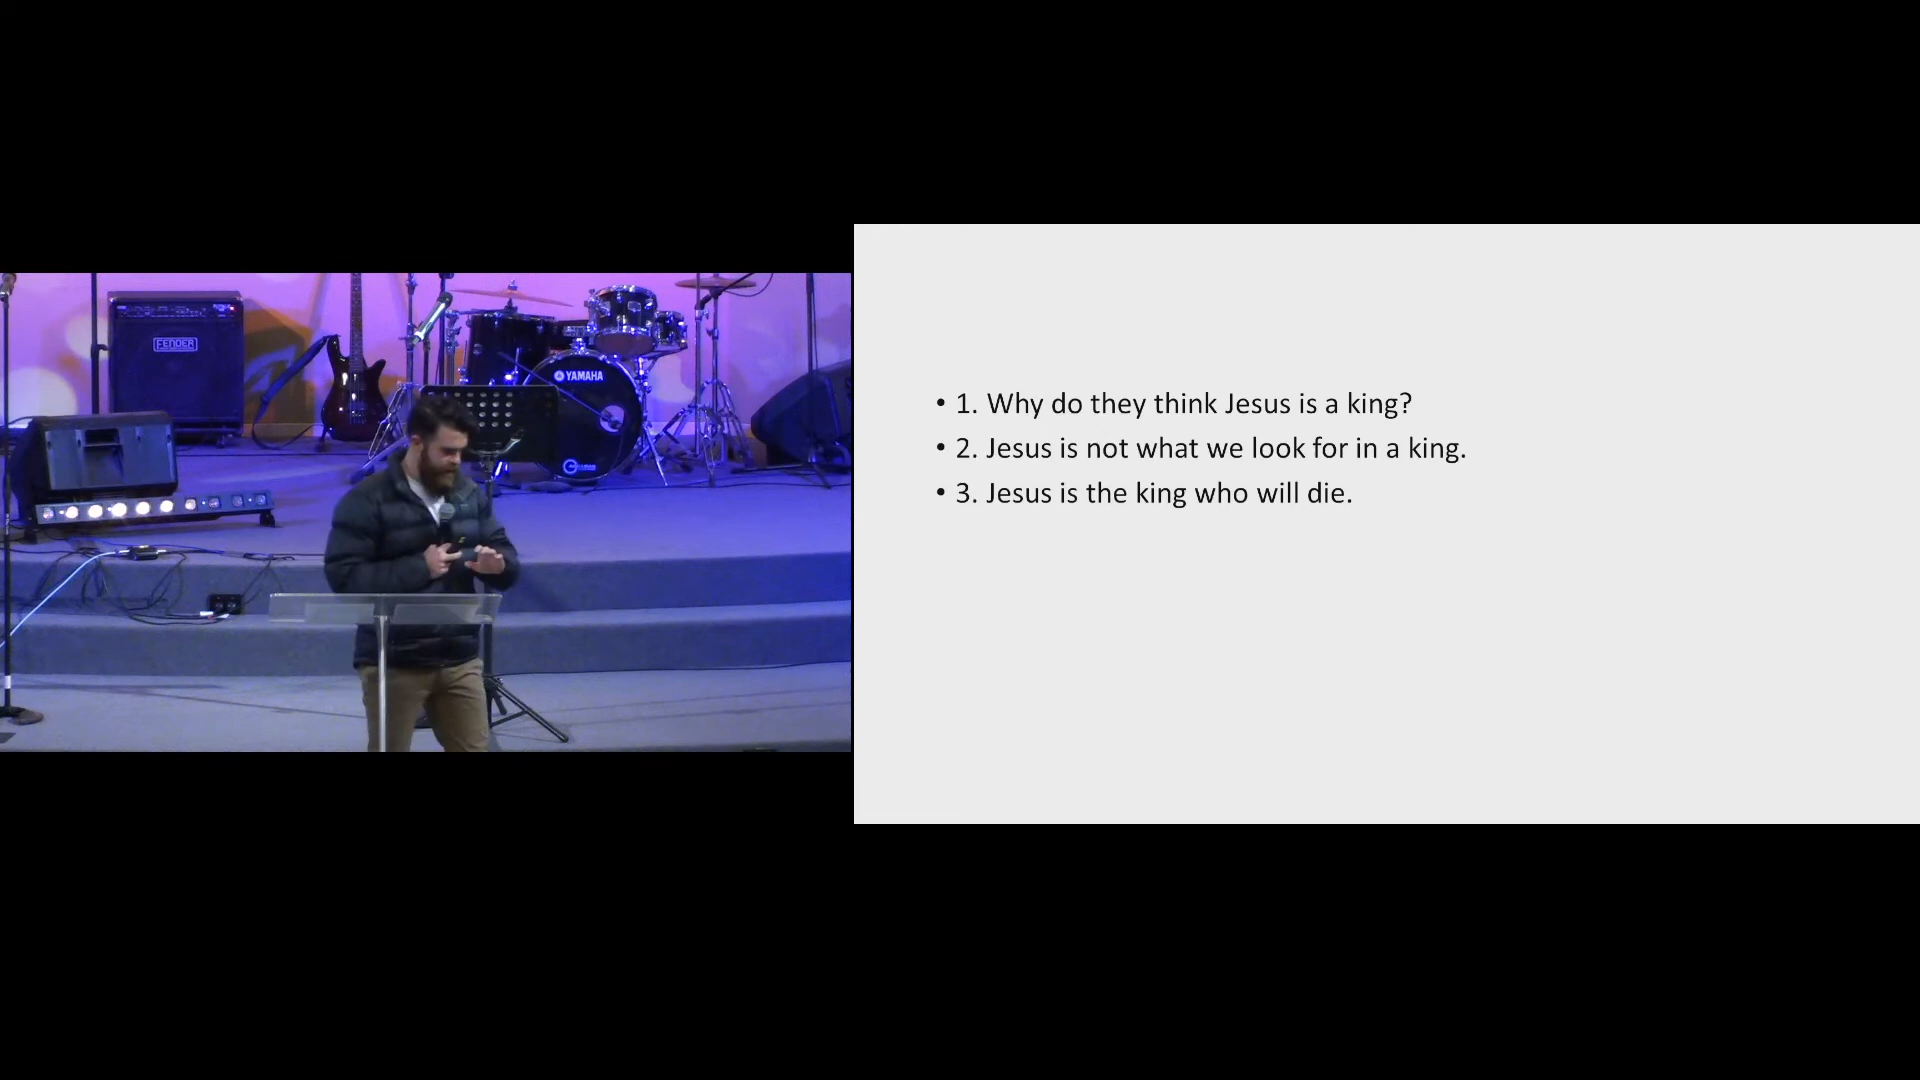 FENDER
YAMAHA
• 1. Why do they think Jesus is a king?
• 2. Jesus is not what we look for in a king.
• 3. Jesus is the king who will die.